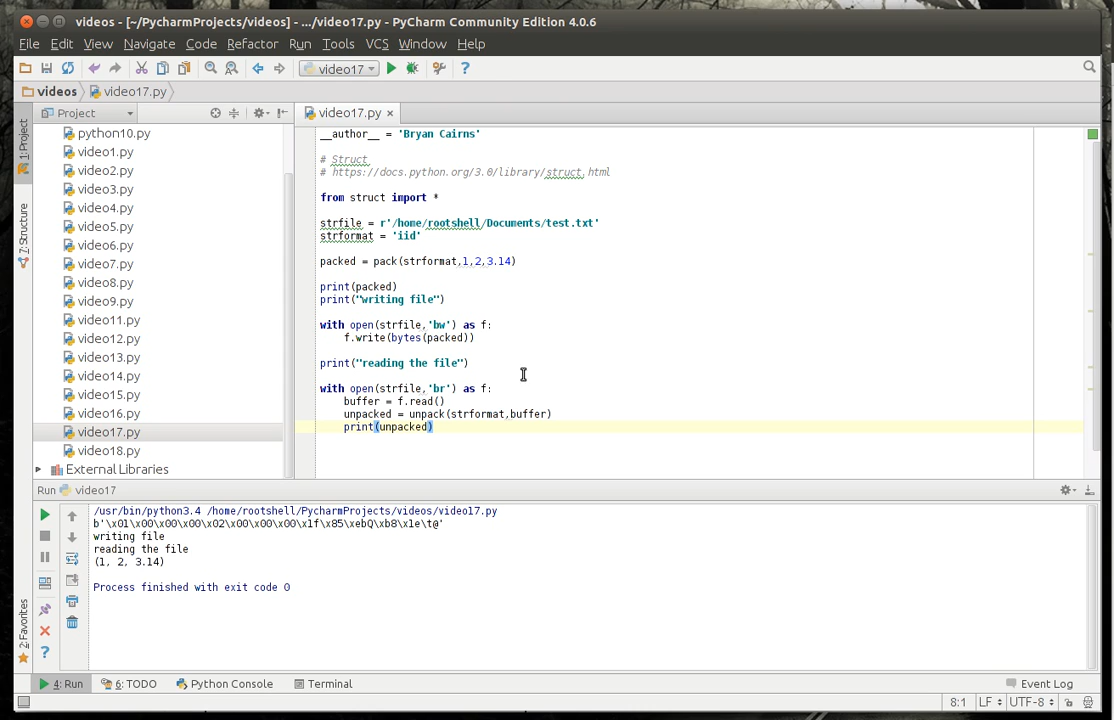 videos - [~/PycharmProjects/videos] - .../video17.py - PyCharm Community Edition 4.0.6
File Edit View Navigate Code Refactor Run Tools VCS Window Help
video17
videos video17.py
Project video17.py
1: Project
7: Structure
2: Favorites
python10.py
video1.py
video2.py
video3.py
video4.py
video5.py
video6.py
video7.py
video8.py
video9.py
video11.py
video12.py
video13.py
video14.py
video15.py
video16.py
video17.py
video18.py
External Libraries
__author__ = 'Bryan Cairns'
# Struct
# https://docs.python.org/3.0/library/struct.html
from struct import *
strfile = r'/home/rootshell/Documents/test.txt'
strformat = 'iid'
packed = pack(strformat,1,2,3.14)
print(packed)
print("writing file")
with open(strfile,'bw') as f:
    f.write(bytes(packed))
print("reading the file")
with open(strfile,'br') as f:
    buffer = f.read()
    unpacked = unpack(strformat,buffer)
    print(unpacked)
Run video17
/usr/bin/python3.4 /home/rootshell/PycharmProjects/videos/video17.py
b'\x01\x00\x00\x00\x02\x00\x00\x00\x1f\x85\xebQ\xb8\x1e\t@'
writing file
reading the file
(1, 2, 3.14)
Process finished with exit code 0
4: Run 6: TODO Python Console Terminal Event Log
8:1 LF UTF-8